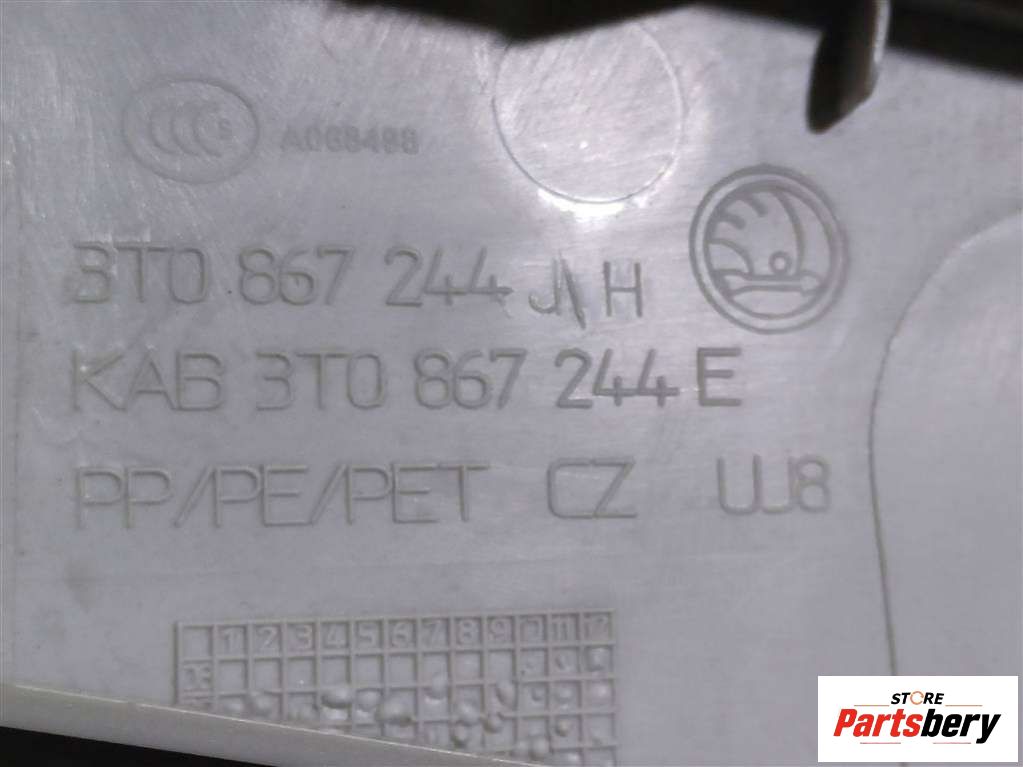 CCC S A068498
3T0 867 244 H
KAB 3T0 867 244 E
PP/PE/PET CZ UJ8
1 2 3 4 5 6 7 8 9 10 11 12
STORE
Partsbery